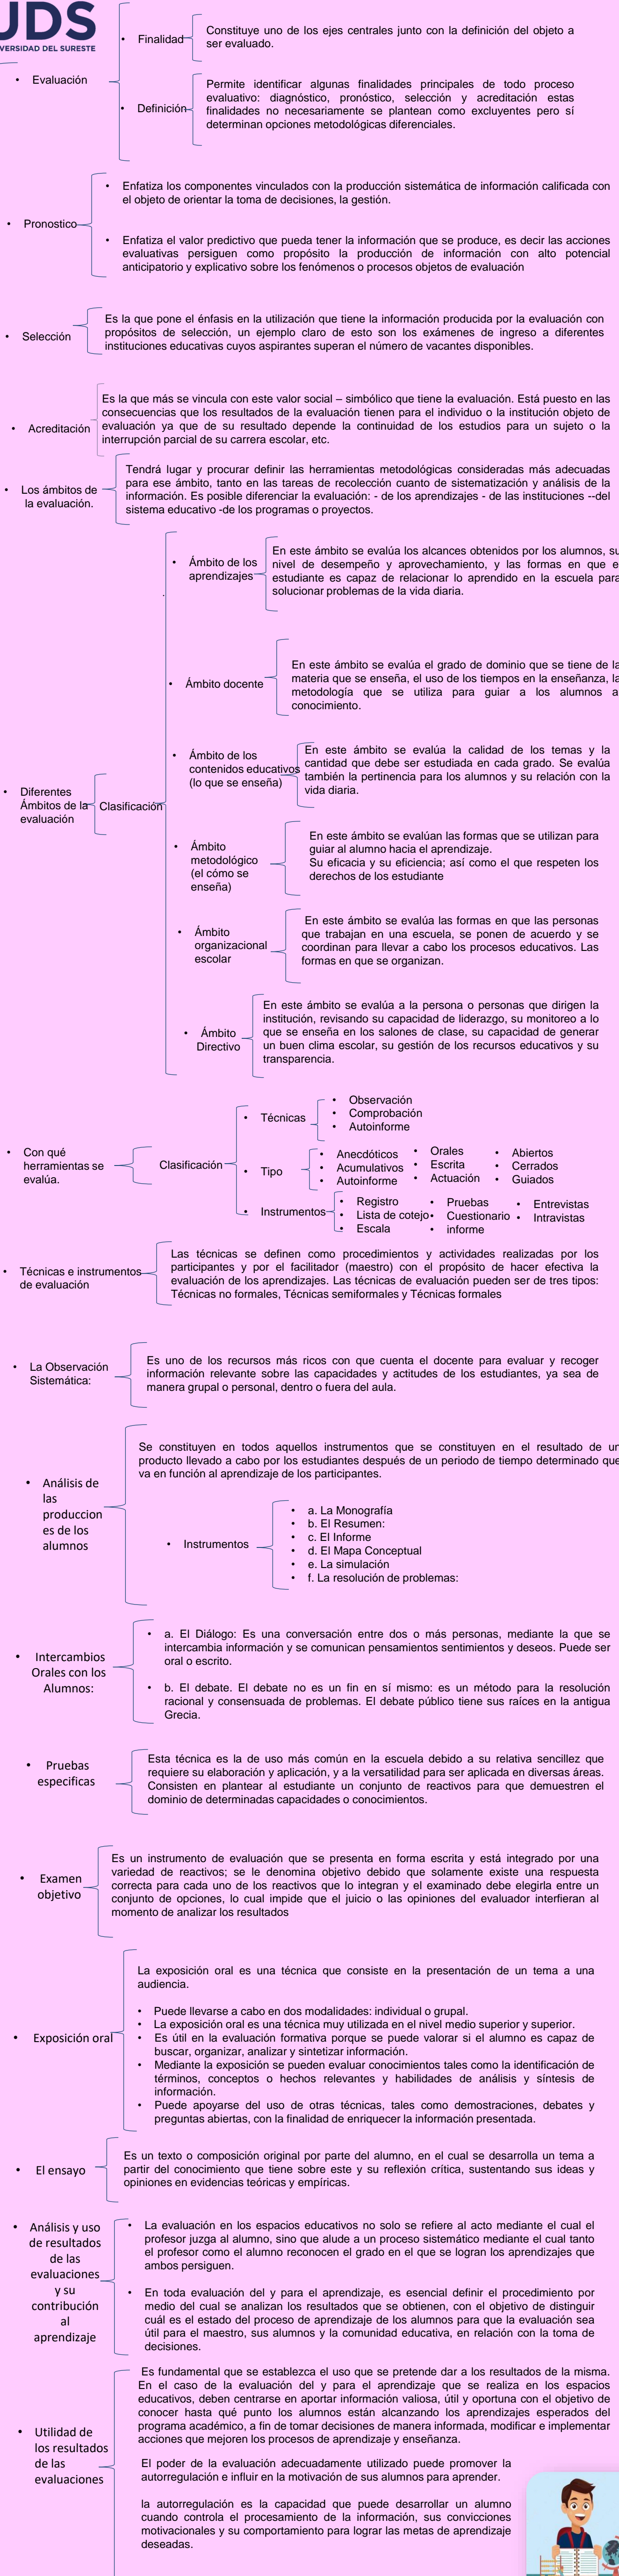 UDS
VERSIDAD DEL SURESTE
• Evaluación
• Finalidad
Constituye uno de los ejes centrales junto con la definición del objeto a
ser evaluado.
• Definición
Permite identificar algunas finalidades principales de todo proceso
evaluativo: diagnóstico, pronóstico, selección y acreditación estas
finalidades no necesariamente se plantean como excluyentes pero sí
determinan opciones metodológicas diferenciales.
• Pronostico
• Enfatiza los componentes vinculados con la producción sistemática de información calificada con
el objeto de orientar la toma de decisiones, la gestión.
• Enfatiza el valor predictivo que pueda tener la información que se produce, es decir las acciones
evaluativas persiguen como propósito la producción de información con alto potencial
anticipatorio y explicativo sobre los fenómenos o procesos objetos de evaluación
• Selección
Es la que pone el énfasis en la utilización que tiene la información producida por la evaluación con
propósitos de selección, un ejemplo claro de esto son los exámenes de ingreso a diferentes
instituciones educativas cuyos aspirantes superan el número de vacantes disponibles.
• Acreditación
Es la que más se vincula con este valor social – simbólico que tiene la evaluación. Está puesto en las
consecuencias que los resultados de la evaluación tienen para el individuo o la institución objeto de
evaluación ya que de su resultado depende la continuidad de los estudios para un sujeto o la
interrupción parcial de su carrera escolar, etc.
• Los ámbitos de
la evaluación.
Tendrá lugar y procurar definir las herramientas metodológicas consideradas más adecuadas
para ese ámbito, tanto en las tareas de recolección cuanto de sistematización y análisis de la
información. Es posible diferenciar la evaluación: - de los aprendizajes - de las instituciones --del
sistema educativo -de los programas o proyectos.
• Diferentes
Ámbitos de la
evaluación
Clasificación
• Ámbito de los
aprendizajes
En este ámbito se evalúa los alcances obtenidos por los alumnos, su
nivel de desempeño y aprovechamiento, y las formas en que e
estudiante es capaz de relacionar lo aprendido en la escuela para
solucionar problemas de la vida diaria.
• Ámbito docente
En este ámbito se evalúa el grado de dominio que se tiene de la
materia que se enseña, el uso de los tiempos en la enseñanza, la
metodología que se utiliza para guiar a los alumnos a
conocimiento.
• Ámbito de los
contenidos educativos
(lo que se enseña)
En este ámbito se evalúa la calidad de los temas y la
cantidad que debe ser estudiada en cada grado. Se evalúa
también la pertinencia para los alumnos y su relación con la
vida diaria.
• Ámbito
metodológico
(el cómo se
enseña)
En este ámbito se evalúan las formas que se utilizan para
guiar al alumno hacia el aprendizaje.
Su eficacia y su eficiencia; así como el que respeten los
derechos de los estudiante
• Ámbito
organizacional
escolar
En este ámbito se evalúa las formas en que las personas
que trabajan en una escuela, se ponen de acuerdo y se
coordinan para llevar a cabo los procesos educativos. Las
formas en que se organizan.
• Ámbito
Directivo
En este ámbito se evalúa a la persona o personas que dirigen la
institución, revisando su capacidad de liderazgo, su monitoreo a lo
que se enseña en los salones de clase, su capacidad de generar
un buen clima escolar, su gestión de los recursos educativos y su
transparencia.
• Con qué
herramientas se
evalúa.
Clasificación
• Técnicas
• Observación
• Comprobación
• Autoinforme
• Tipo
• Anecdóticos
• Acumulativos
• Autoinforme
• Orales
• Escrita
• Actuación
• Abiertos
• Cerrados
• Guiados
• Instrumentos
• Registro
• Lista de cotejo
• Escala
• Pruebas
• Cuestionario
• informe
• Entrevistas
• Intravistas
• Técnicas e instrumentos
de evaluación
Las técnicas se definen como procedimientos y actividades realizadas por los
participantes y por el facilitador (maestro) con el propósito de hacer efectiva la
evaluación de los aprendizajes. Las técnicas de evaluación pueden ser de tres tipos:
Técnicas no formales, Técnicas semiformales y Técnicas formales
• La Observación
Sistemática:
Es uno de los recursos más ricos con que cuenta el docente para evaluar y recoger
información relevante sobre las capacidades y actitudes de los estudiantes, ya sea de
manera grupal o personal, dentro o fuera del aula.
• Análisis de
las
produccion
es de los
alumnos
Se constituyen en todos aquellos instrumentos que se constituyen en el resultado de un
producto llevado a cabo por los estudiantes después de un periodo de tiempo determinado que
va en función al aprendizaje de los participantes.
• Instrumentos
• a. La Monografía
• b. El Resumen:
• c. El Informe
• d. El Mapa Conceptual
• e. La simulación
• f. La resolución de problemas:
• Intercambios
Orales con los
Alumnos:
• a. El Diálogo: Es una conversación entre dos o más personas, mediante la que se
intercambia información y se comunican pensamientos sentimientos y deseos. Puede ser
oral o escrito.
• b. El debate. El debate no es un fin en sí mismo: es un método para la resolución
racional y consensuada de problemas. El debate público tiene sus raíces en la antigua
Grecia.
• Pruebas
especificas
Esta técnica es la de uso más común en la escuela debido a su relativa sencillez que
requiere su elaboración y aplicación, y a la versatilidad para ser aplicada en diversas áreas.
Consisten en plantear al estudiante un conjunto de reactivos para que demuestren el
dominio de determinadas capacidades o conocimientos.
• Examen
objetivo
Es un instrumento de evaluación que se presenta en forma escrita y está integrado por una
variedad de reactivos; se le denomina objetivo debido que solamente existe una respuesta
correcta para cada uno de los reactivos que lo integran y el examinado debe elegirla entre un
conjunto de opciones, lo cual impide que el juicio o las opiniones del evaluador interfieran al
momento de analizar los resultados
• Exposición oral
La exposición oral es una técnica que consiste en la presentación de un tema a una
audiencia.
• Puede llevarse a cabo en dos modalidades: individual o grupal.
• La exposición oral es una técnica muy utilizada en el nivel medio superior y superior.
• Es útil en la evaluación formativa porque se puede valorar si el alumno es capaz de
buscar, organizar, analizar y sintetizar información.
• Mediante la exposición se pueden evaluar conocimientos tales como la identificación de
términos, conceptos o hechos relevantes y habilidades de análisis y síntesis de
información.
• Puede apoyarse del uso de otras técnicas, tales como demostraciones, debates y
preguntas abiertas, con la finalidad de enriquecer la información presentada.
• El ensayo
Es un texto o composición original por parte del alumno, en el cual se desarrolla un tema a
partir del conocimiento que tiene sobre este y su reflexión crítica, sustentando sus ideas y
opiniones en evidencias teóricas y empíricas.
• Análisis y uso
de resultados
de las
evaluaciones
y su
contribución
al
aprendizaje
• La evaluación en los espacios educativos no solo se refiere al acto mediante el cual el
profesor juzga al alumno, sino que alude a un proceso sistemático mediante el cual tanto
el profesor como el alumno reconocen el grado en el que se logran los aprendizajes que
ambos persiguen.
• En toda evaluación del y para el aprendizaje, es esencial definir el procedimiento por
medio del cual se analizan los resultados que se obtienen, con el objetivo de distinguir
cuál es el estado del proceso de aprendizaje de los alumnos para que la evaluación sea
útil para el maestro, sus alumnos y la comunidad educativa, en relación con la toma de
decisiones.
• Utilidad de
los resultados
de las
evaluaciones
Es fundamental que se establezca el uso que se pretende dar a los resultados de la misma.
En el caso de la evaluación del y para el aprendizaje que se realiza en los espacios
educativos, deben centrarse en aportar información valiosa, útil y oportuna con el objetivo de
conocer hasta qué punto los alumnos están alcanzando los aprendizajes esperados del
programa académico, a fin de tomar decisiones de manera informada, modificar e implementar
acciones que mejoren los procesos de aprendizaje y enseñanza.
El poder de la evaluación adecuadamente utilizado puede promover la
autorregulación e influir en la motivación de sus alumnos para aprender.
la autorregulación es la capacidad que puede desarrollar un alumno
cuando controla el procesamiento de la información, sus convicciones
motivacionales y su comportamiento para lograr las metas de aprendizaje
deseadas.